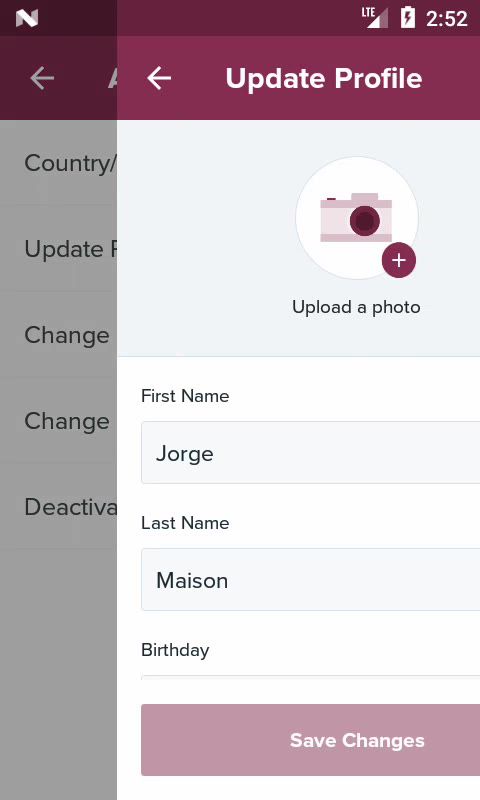 LTE 2:52
A
Update Profile
Country/
Update P
Change
Change
Deactiva
Upload a photo
First Name
Jorge
Last Name
Maison
Birthday
Save Changes